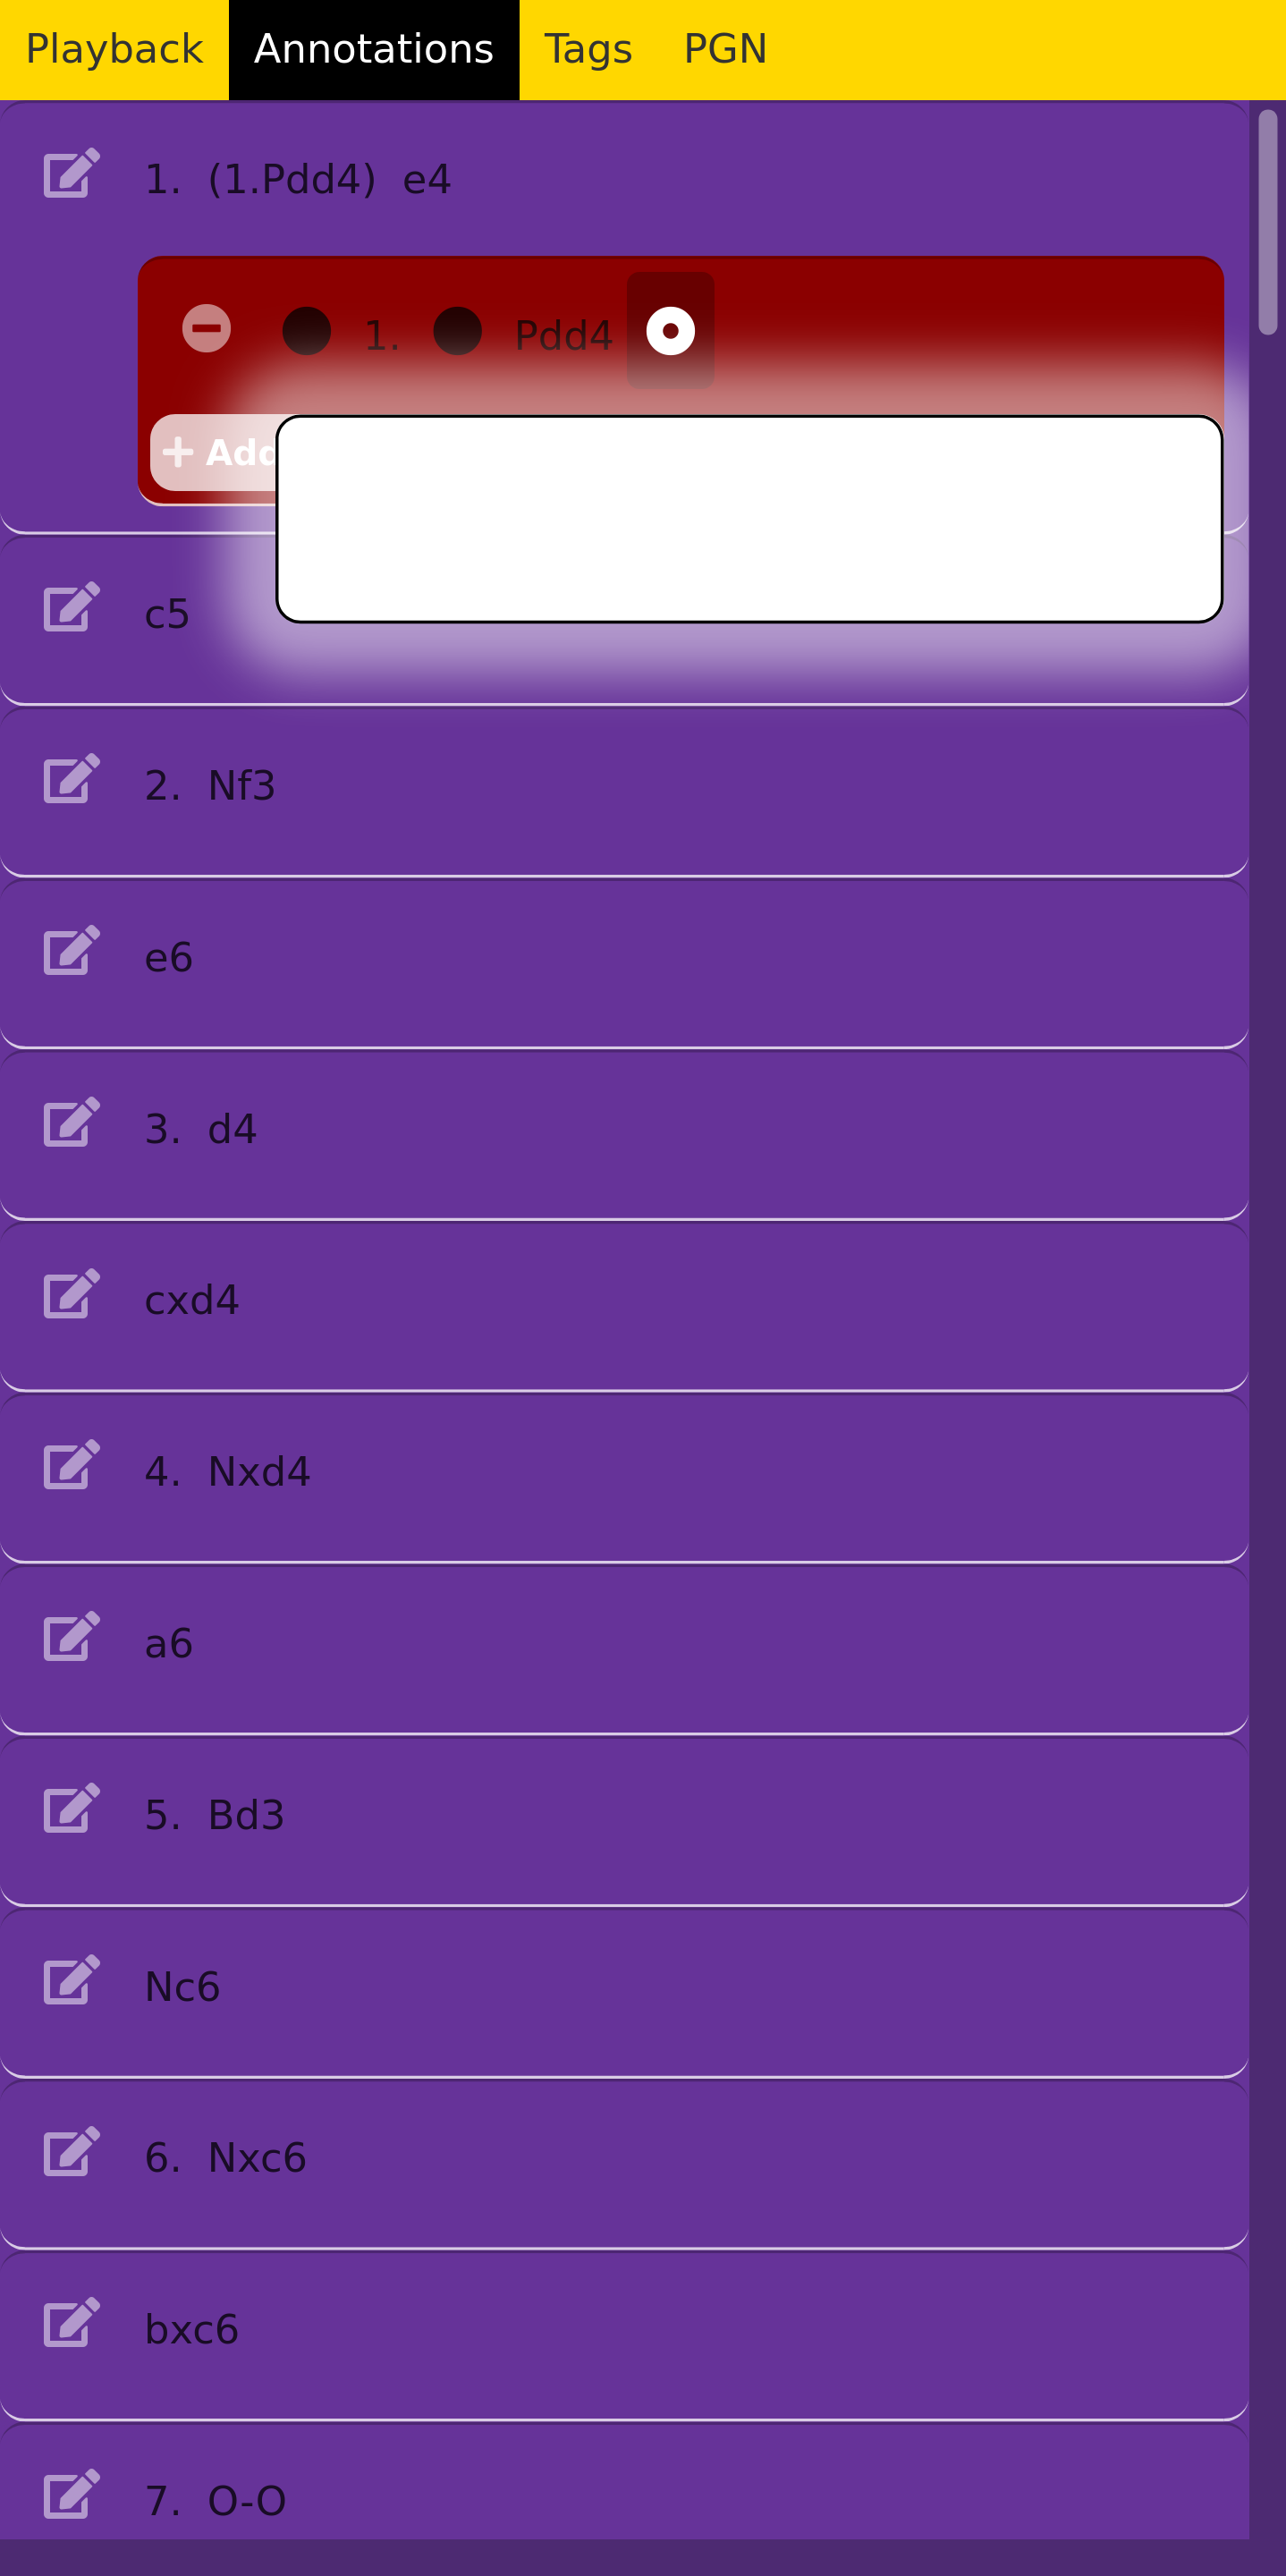 Playback Annotations Tags PGN
1. (1.Pdd4) e4
1. Pdd4
c5
2. Nf3
e6
3. d4
cxd4
4. Nxd4
a6
5. Bd3
Nc6
6. Nxc6
bxc6
7. O-O